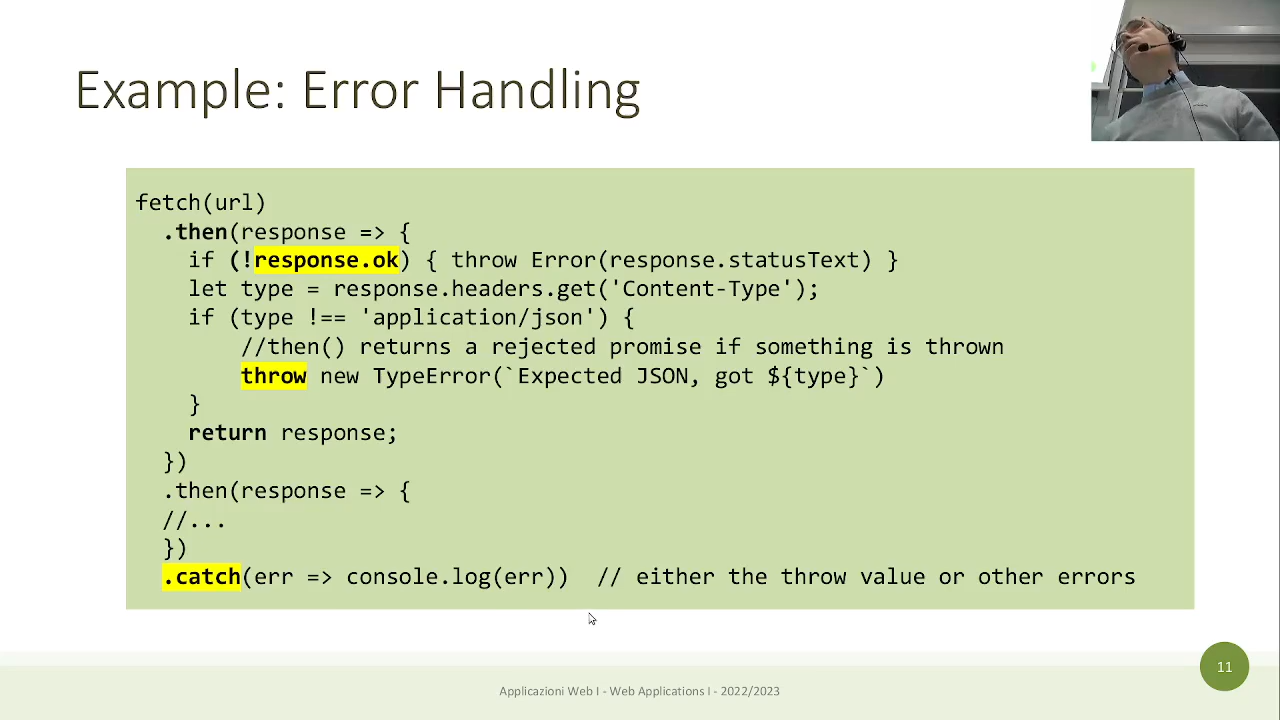 Example: Error Handling
fetch(url)
.then(response => {
if (!response.ok) { throw Error(response.statusText) }
let type = response.headers.get('Content-Type');
if (type !== 'application/json') {
//then() returns a rejected promise if something is thrown
throw new TypeError(`Expected JSON, got ${type}`)
}
return response;
})
.then(response => {
//...
})
.catch(err => console.log(err)) // either the throw value or other errors
11
Applicazioni Web I - Web Applications I - 2022/2023